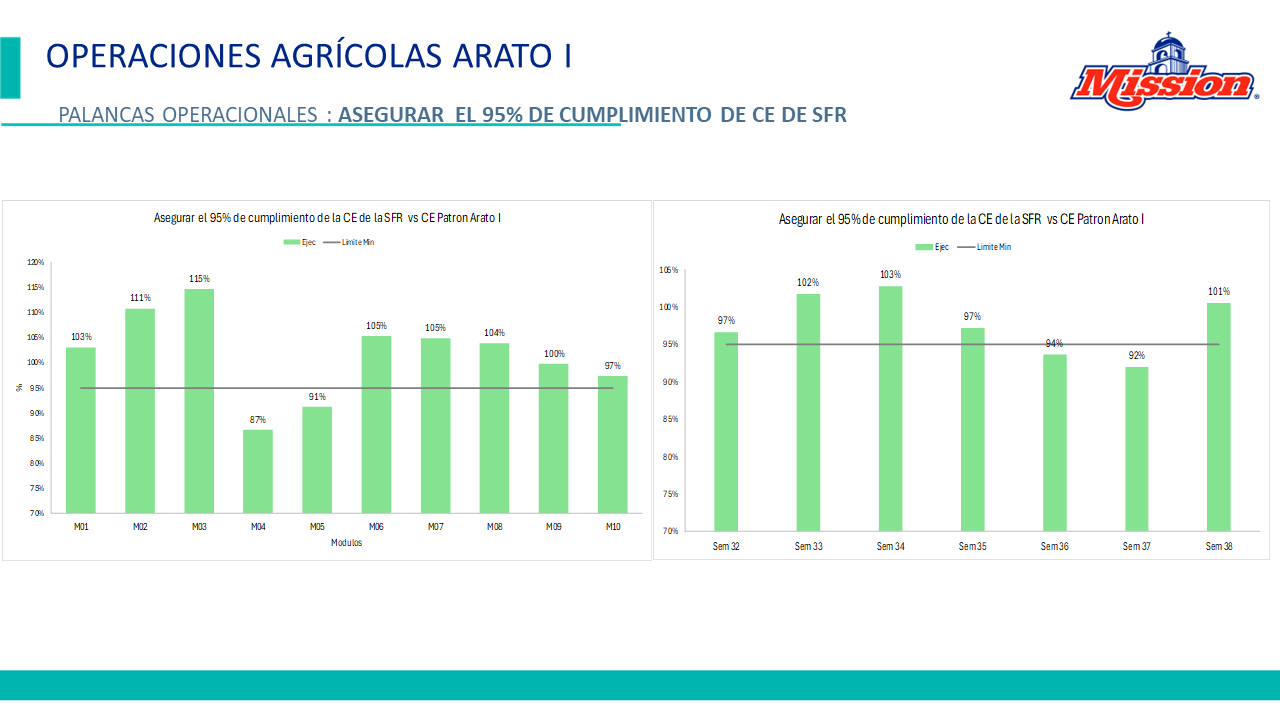 OPERACIONES AGRÍCOLAS ARATO I
Mission®
PALANCAS OPERACIONALES : ASEGURAR EL 95% DE CUMPLIMIENTO DE CE DE SFR
Asegurar el 95% de cumplimiento de la CE de la SFR vs CE Patron Arato I
Ejec Limite Min
120%
115%
110%
105%
100%
95%
90%
85%
80%
75%
70%
%
103% 111% 115% 87% 91% 105% 105% 104% 100% 97%
M01 M02 M03 M04 M05 M06 M07 M08 M09 M10
Modulos
Asegurar el 95% de cumplimiento de la CE de la SFR vs CE Patron Arato I
Ejec Limite Min
105%
100%
95%
90%
85%
80%
75%
70%
97% 102% 103% 97% 94% 92% 101%
Sem 32 Sem 33 Sem 34 Sem 35 Sem 36 Sem 37 Sem 38